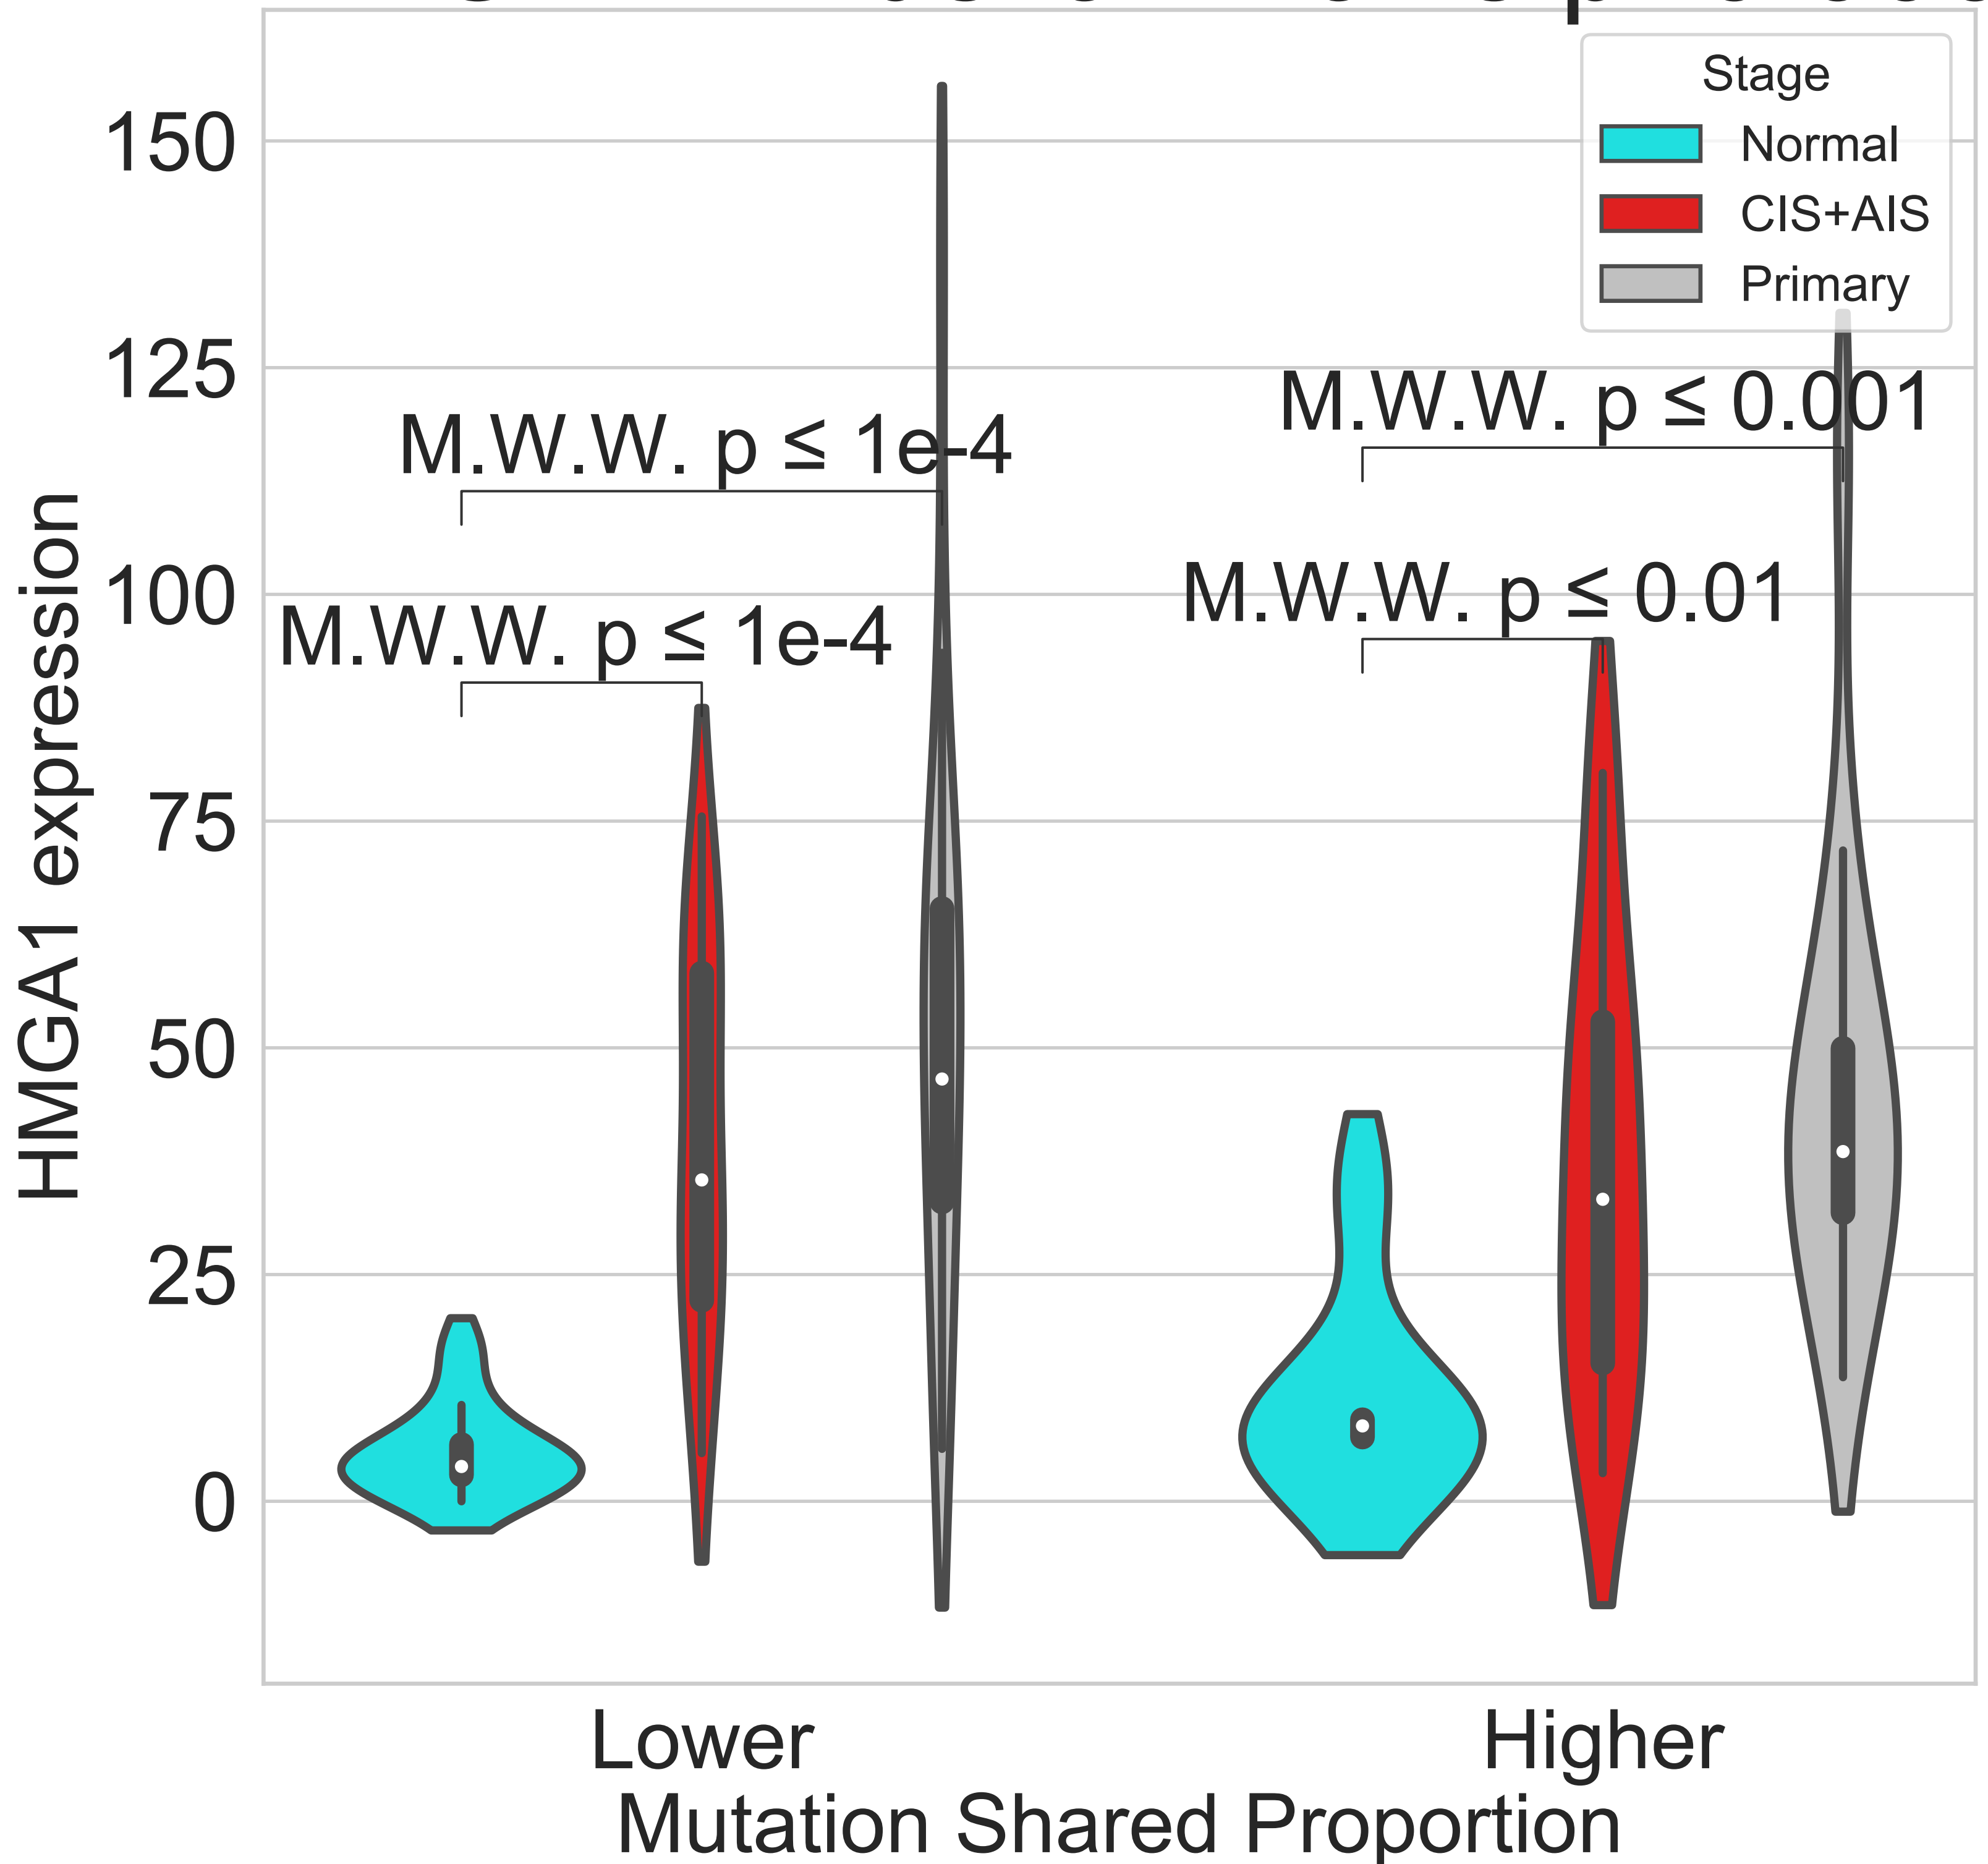 Stage
Normal
CIS+AIS
Primary
150
125
100
75
50
25
0
HMGA1 expression
M.W.W. p ≤ 1e-4
M.W.W. p ≤ 1e-4
M.W.W. p ≤ 0.001
M.W.W. p ≤ 0.01
Lower
Higher
Mutation Shared Proportion